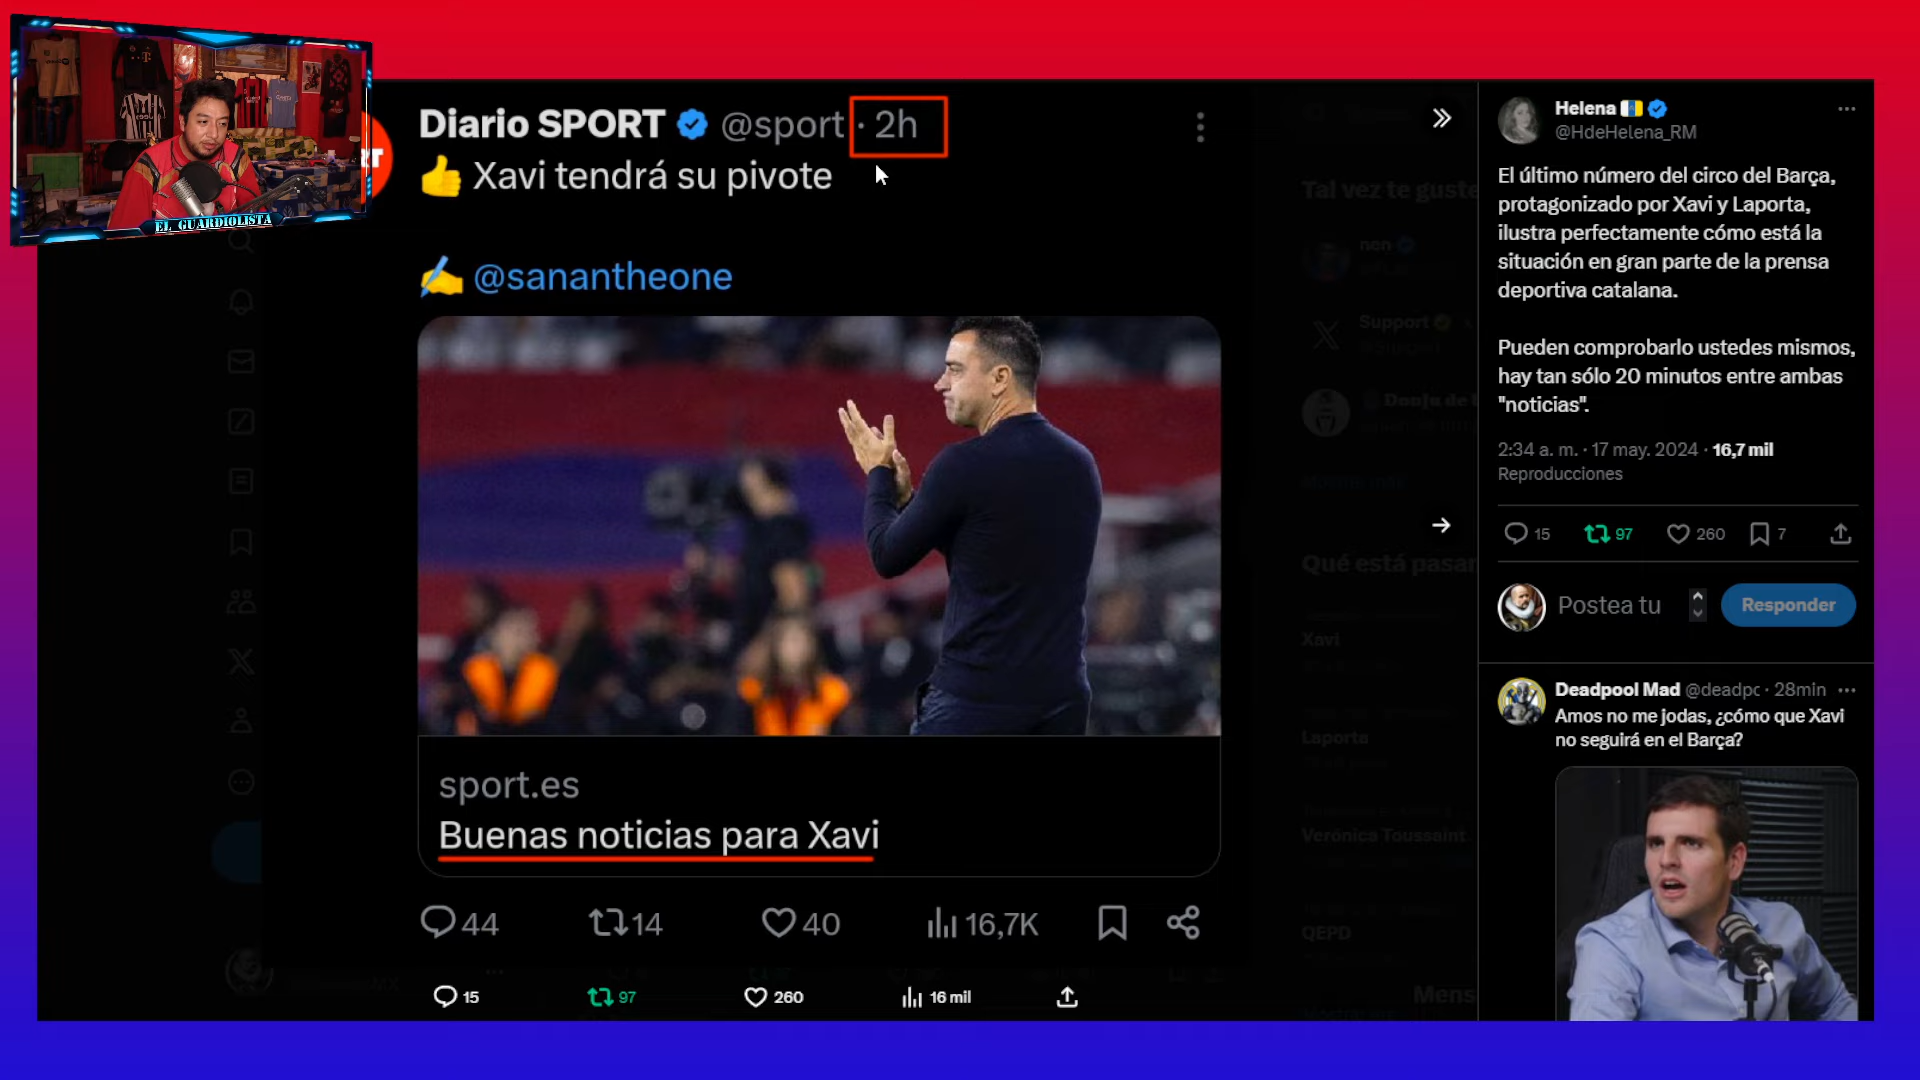 EL GUARDIOLISTA
Diario SPORT @sport · 2h
Xavi tendrá su pivote
@sanantheone
sport.es
Buenas noticias para Xavi
44 14 40 16,7K
15 97 260 16 mil
Tal vez te guste
nen
Support
Qué está pasar
Xavi
Laporta
Verónica Toussaint
QEPD
Mens
Helena
@HdeHelena_RM
El último número del circo del Barça,
protagonizado por Xavi y Laporta,
ilustra perfectamente cómo está la
situación en gran parte de la prensa
deportiva catalana.
Pueden comprobarlo ustedes mismos,
hay tan sólo 20 minutos entre ambas
"noticias".
2:34 a. m. · 17 may. 2024 · 16,7 mil
Reproducciones
15 97 260 7
Postea tu
Responder
Deadpool Mad @deadpc · 28min
Amos no me jodas, ¿cómo que Xavi
no seguirá en el Barça?